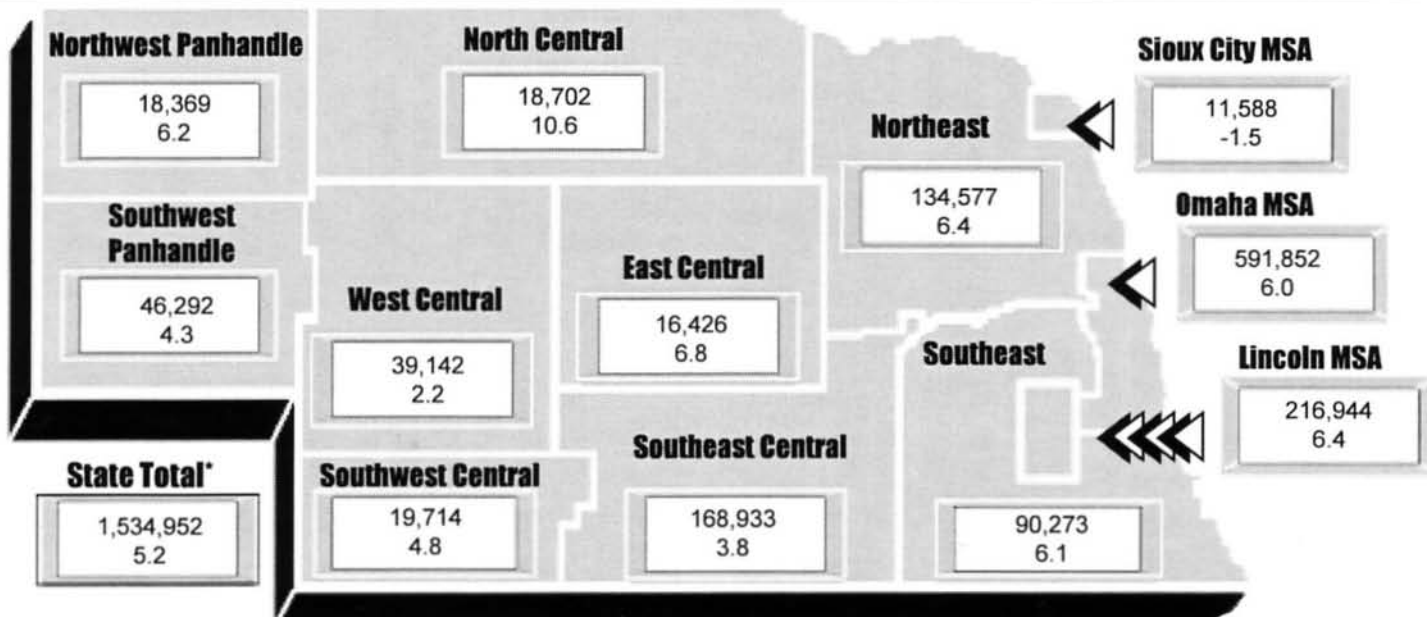 Northwest Panhandle
18,369
6.2
North Central
18,702
10.6
Sioux City MSA
11,588
-1.5
Northeast
134,577
6.4
Southwest
Panhandle
46,292
4.3
West Central
39,142
2.2
East Central
16,426
6.8
Omaha MSA
591,852
6.0
Southeast
90,273
6.1
Lincoln MSA
216,944
6.4
State Total*
1,534,952
5.2
Southwest Central
19,714
4.8
Southeast Central
168,933
3.8